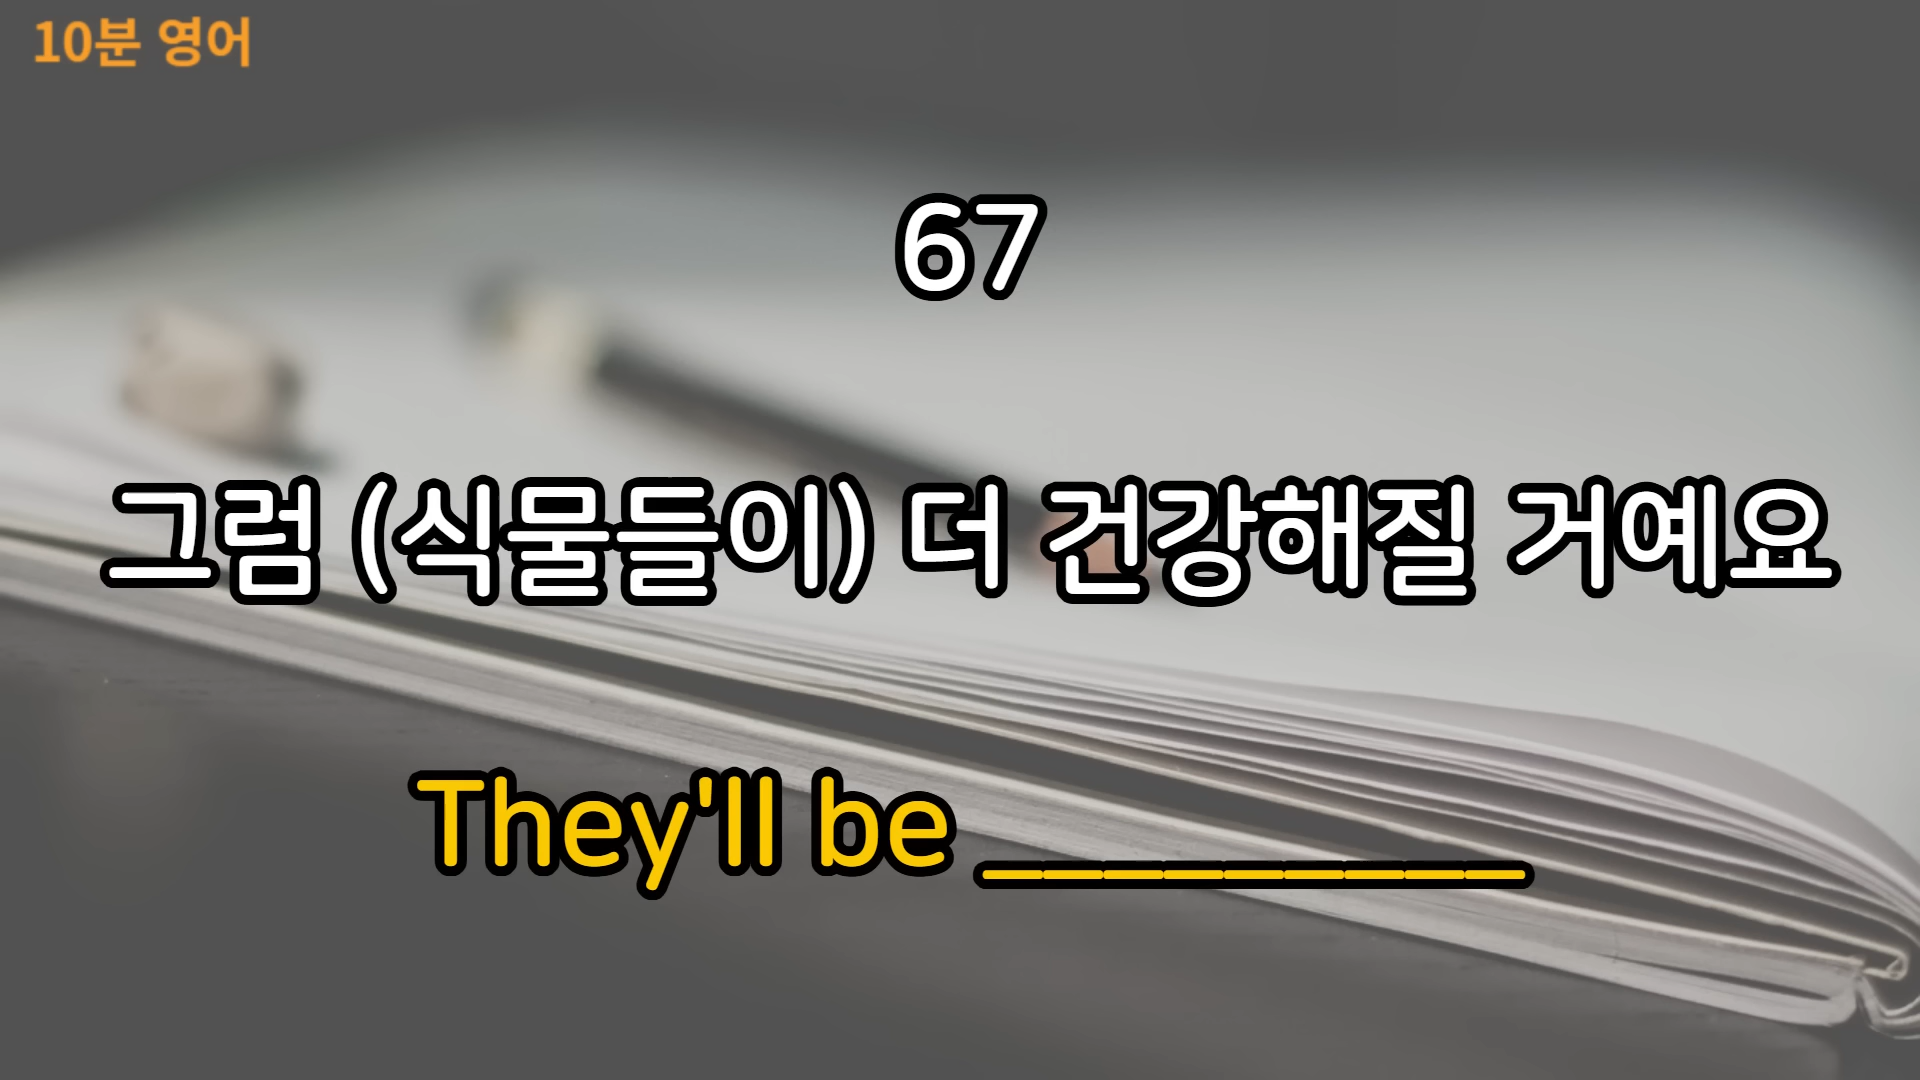 10분 영어
67
그럼 (식물들이) 더 건강해질 거예요
They'll be _________